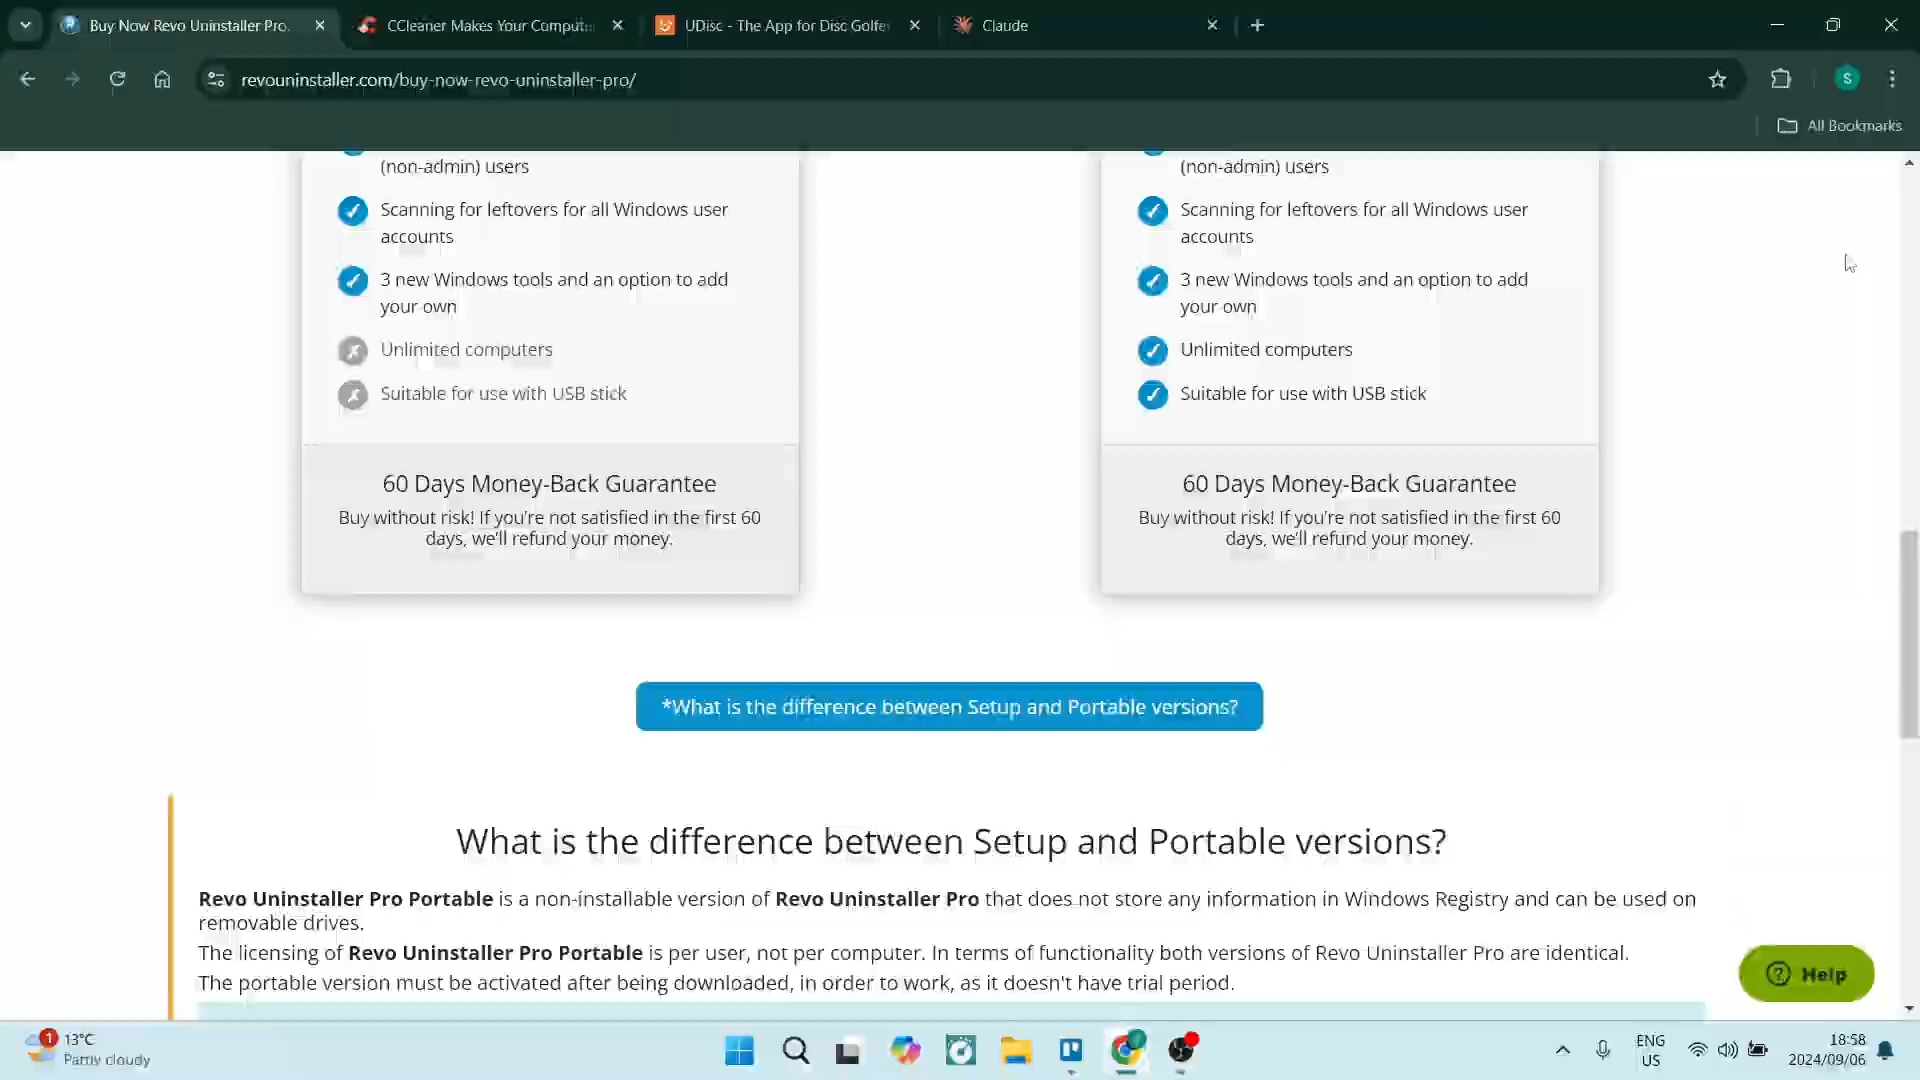 Buy Now Revo Uninstaller Pro.
CCleaner Makes Your Comput
UDisc - The App for Disc Golfe
Claude
revouninstaller.com/buy-now-revo-uninstaller-pro/
S
All Bookmarks
(non-admin) users
Scanning for leftovers for all Windows user
accounts
3 new Windows tools and an option to add
your own
Unlimited computers
Suitable for use with USB stick
60 Days Money-Back Guarantee
Buy without risk! If you're not satisfied in the first 60
days, we'll refund your money.
(non-admin) users
Scanning for leftovers for all Windows user
accounts
3 new Windows tools and an option to add
your own
Unlimited computers
Suitable for use with USB stick
60 Days Money-Back Guarantee
Buy without risk! If you're not satisfied in the first 60
days, we'll refund your money.
*What is the difference between Setup and Portable versions?
What is the difference between Setup and Portable versions?
Revo Uninstaller Pro Portable is a non-installable version of Revo Uninstaller Pro that does not store any information in Windows Registry and can be used on
removable drives.
The licensing of Revo Uninstaller Pro Portable is per user, not per computer. In terms of functionality both versions of Revo Uninstaller Pro are identical.
The portable version must be activated after being downloaded, in order to work, as it doesn't have trial period.
Help
1
13°C
Partly cloudy
ENG
US
18:58
2024/09/06